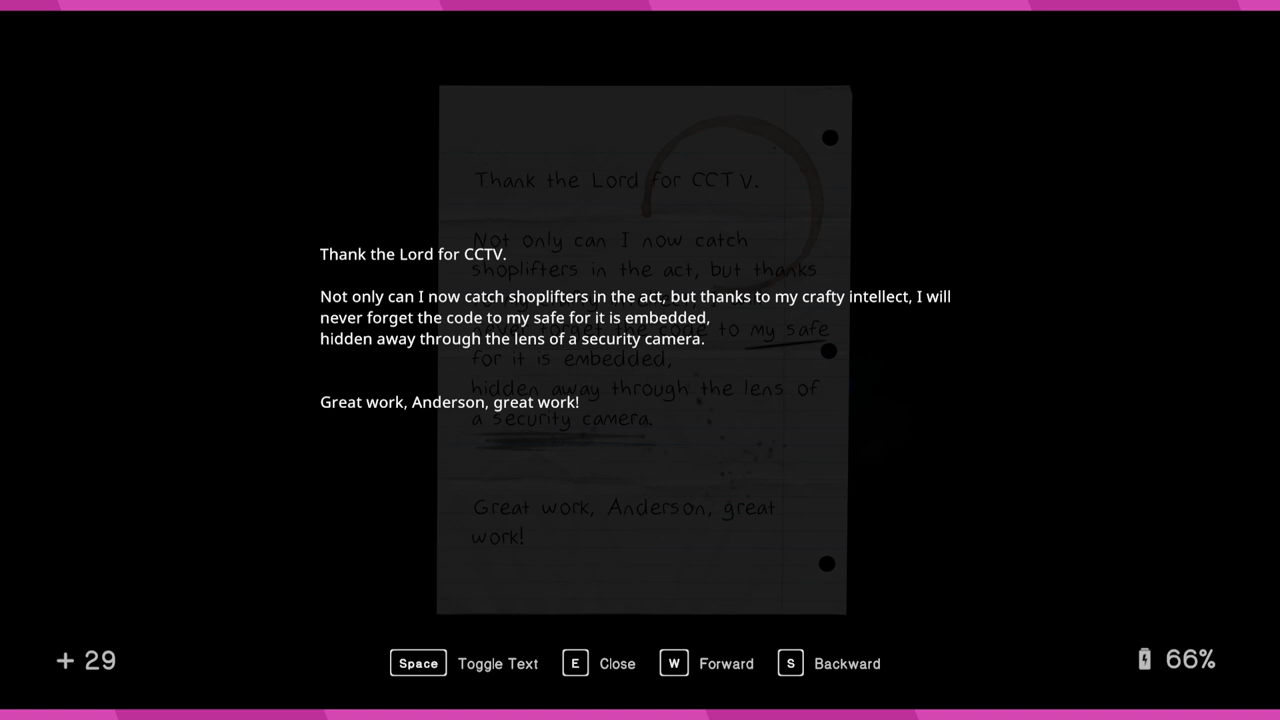 Thank the Lord for CCTV.
Not only can I now catch shoplifters in the act, but thanks to my crafty intellect, I will
never forget the code to my safe for it is embedded,
hidden away through the lens of a security camera.
Great work, Anderson, great work!
Thank the Lord for CCTV.
Not only can I now catch
shoplifters in the act, but thanks
never forget the code to my safe
for it is embedded,
hidden away through the lens of
a security camera.
Great work, Anderson, great
work!
+ 29
Space Toggle Text E Close W Forward S Backward
66%